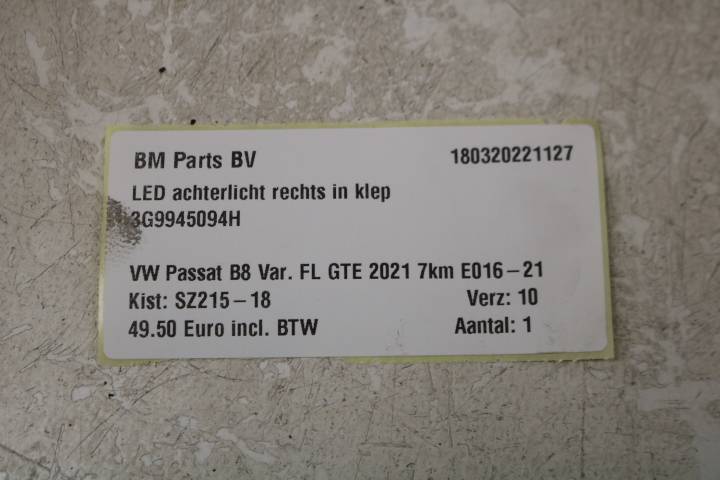 BM Parts BV 180320221127
LED achterlicht rechts in klep
3G9945094H
VW Passat B8 Var. FL GTE 2021 7km E016-21
Kist: SZ215-18 Verz: 10
49.50 Euro incl. BTW Aantal: 1